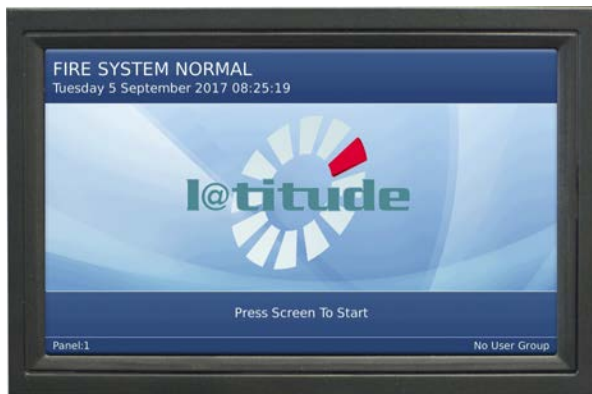 FIRE SYSTEM NORMAL
Tuesday 5 September 2017 08:25:19
l@titude
Press Screen To Start
Panel:1
No User Group